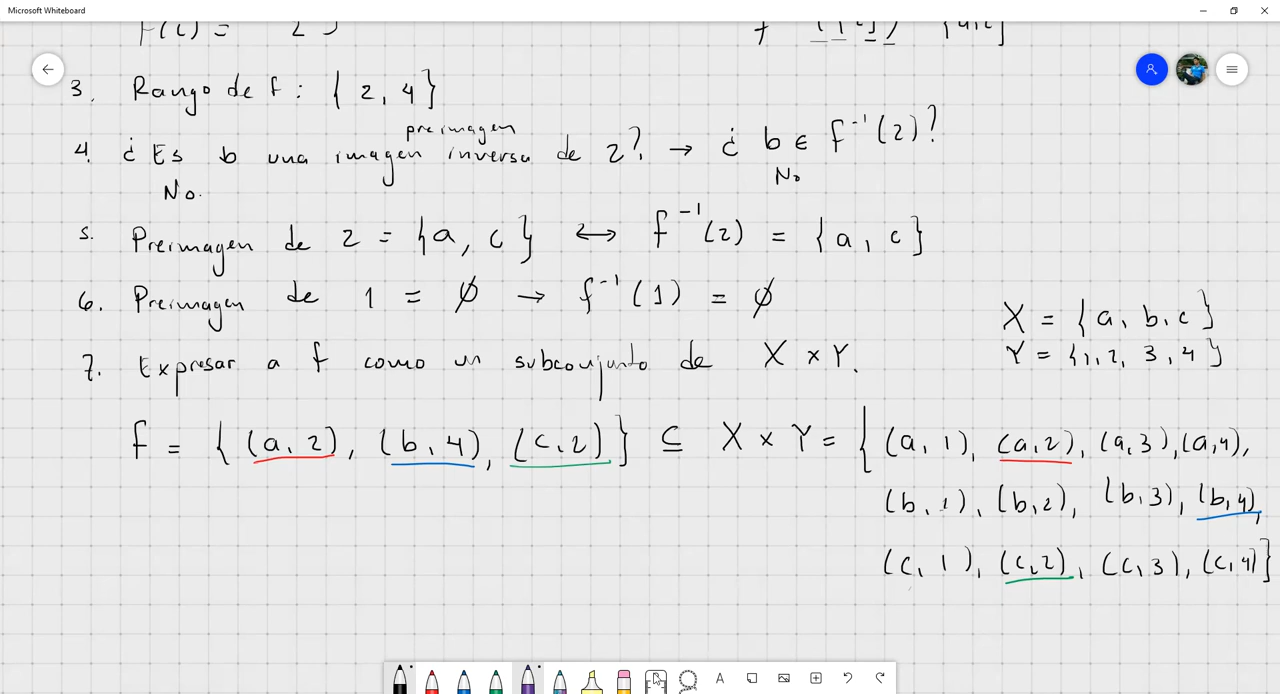 Microsoft Whiteboard
3. Rango de f: { 2, 4 }
preimagen
4. ¿ Es b una imagen inversa de 2? → ¿ b ∈ f⁻¹(2)?
No. No
5. Preimagen de 2 = {a, c} ↔ f⁻¹(2) = {a, c}
6. Preimagen de 1 = ∅ → f⁻¹(1) = ∅
X = {a, b, c}
Y = {1, 2, 3, 4}
7. Expresar a f como un subconjunto de X × Y.
f = { (a, 2), (b, 4), (c, 2) } ⊆ X × Y = { (a, 1), (a, 2), (a, 3), (a, 4),
(b, 1), (b, 2), (b, 3), (b, 4),
(c, 1), (c, 2), (c, 3), (c, 4) }
A